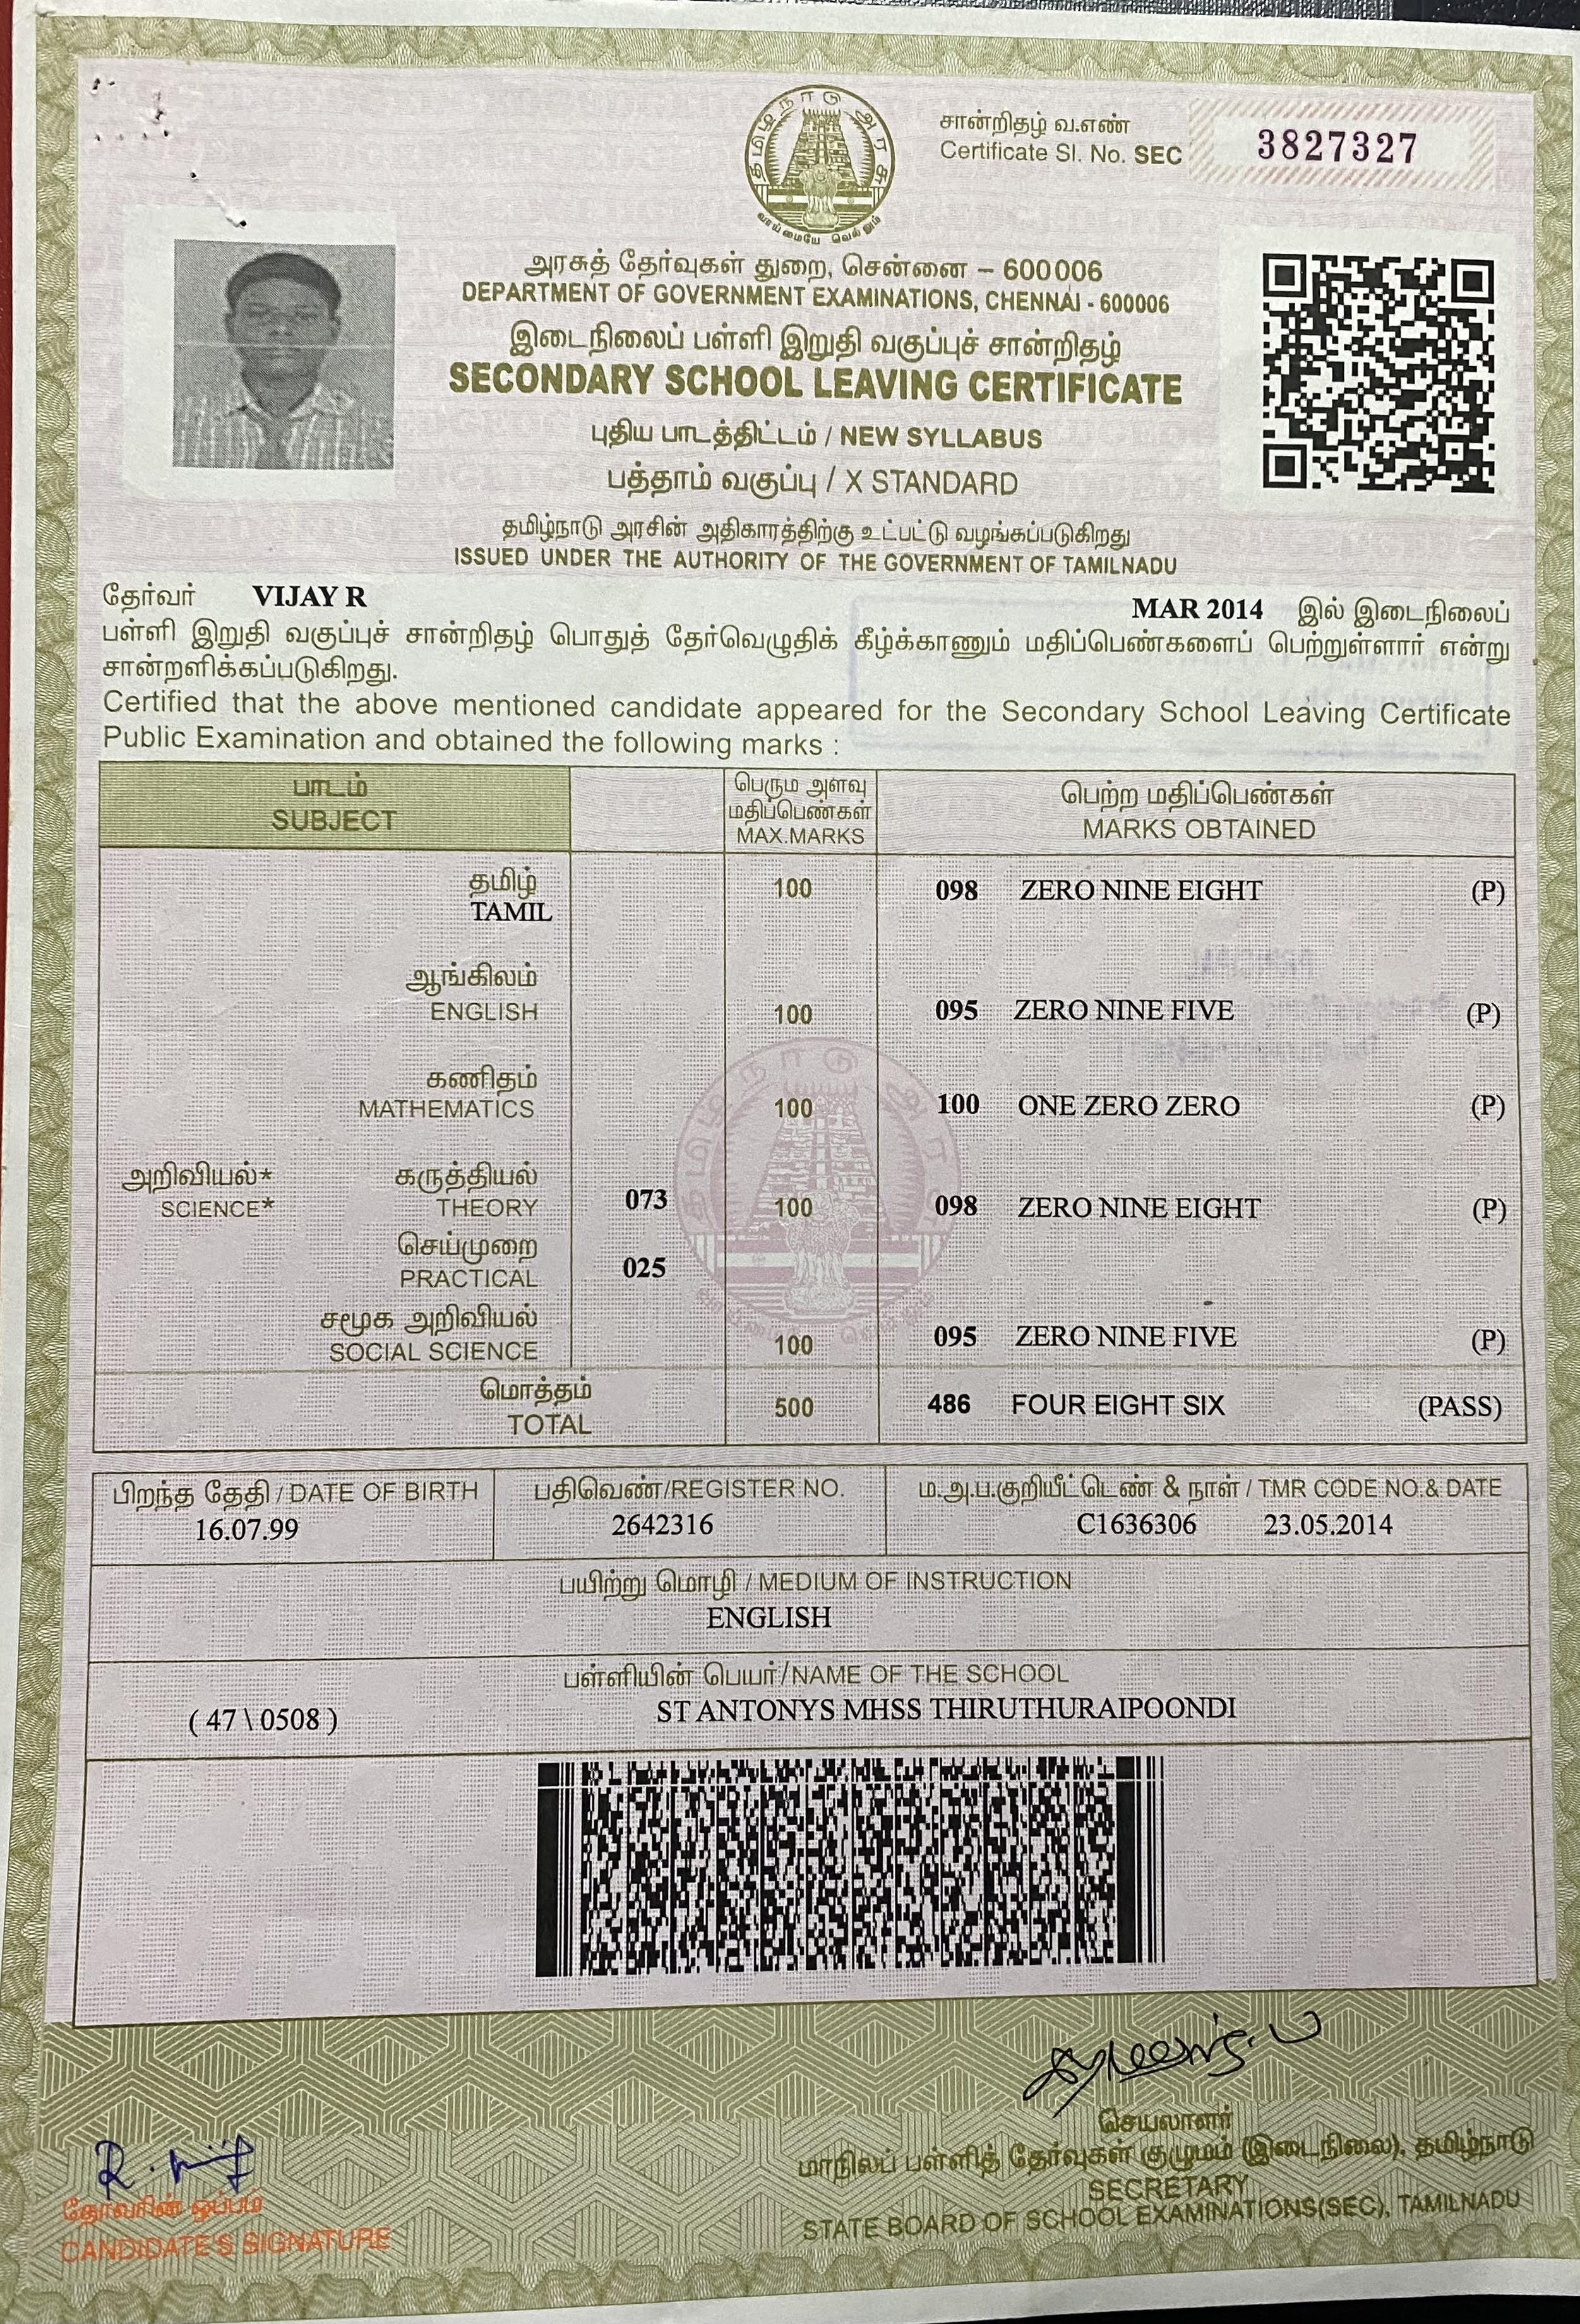 தமிழ்நாடு அரசு
வாய்மையே வெல்லும்
சான்றிதழ் வ.எண்
Certificate Sl. No. SEC 3827327
அரசுத் தேர்வுகள் துறை, சென்னை – 600006
DEPARTMENT OF GOVERNMENT EXAMINATIONS, CHENNAI - 600006
இடைநிலைப் பள்ளி இறுதி வகுப்புச் சான்றிதழ்
SECONDARY SCHOOL LEAVING CERTIFICATE
புதிய பாடத்திட்டம் / NEW SYLLABUS
பத்தாம் வகுப்பு / X STANDARD
தமிழ்நாடு அரசின் அதிகாரத்திற்கு உட்பட்டு வழங்கப்படுகிறது
ISSUED UNDER THE AUTHORITY OF THE GOVERNMENT OF TAMILNADU
தேர்வர் VIJAY R MAR 2014 இல் இடைநிலைப்
பள்ளி இறுதி வகுப்புச் சான்றிதழ் பொதுத் தேர்வெழுதிக் கீழ்க்காணும் மதிப்பெண்களைப் பெற்றுள்ளார் என்று
சான்றளிக்கப்படுகிறது.
Certified that the above mentioned candidate appeared for the Secondary School Leaving Certificate
Public Examination and obtained the following marks :
பாடம்
SUBJECT
பெரும அளவு
மதிப்பெண்கள்
MAX.MARKS
பெற்ற மதிப்பெண்கள்
MARKS OBTAINED
தமிழ்
TAMIL 100 098 ZERO NINE EIGHT (P)
ஆங்கிலம்
ENGLISH 100 095 ZERO NINE FIVE (P)
கணிதம்
MATHEMATICS 100 100 ONE ZERO ZERO (P)
அறிவியல்* கருத்தியல்
SCIENCE* THEORY 073 100 098 ZERO NINE EIGHT (P)
செய்முறை
PRACTICAL 025
சமூக அறிவியல்
SOCIAL SCIENCE 100 095 ZERO NINE FIVE (P)
மொத்தம்
TOTAL 500 486 FOUR EIGHT SIX (PASS)
பிறந்த தேதி / DATE OF BIRTH
16.07.99
பதிவெண்/REGISTER NO.
2642316
ம.அ.ப.குறியீட்டெண் & நாள் / TMR CODE NO.& DATE
C1636306 23.05.2014
பயிற்று மொழி / MEDIUM OF INSTRUCTION
ENGLISH
பள்ளியின் பெயர்/NAME OF THE SCHOOL
( 47 \ 0508 ) ST ANTONYS MHSS THIRUTHURAIPOONDI
செயலாளர்
மாநிலப் பள்ளித் தேர்வுகள் குழுமம் (இடைநிலை), தமிழ்நாடு
SECRETARY
STATE BOARD OF SCHOOL EXAMINATIONS(SEC), TAMILNADU
தேர்வரின் ஒப்பம்
CANDIDATE'S SIGNATURE